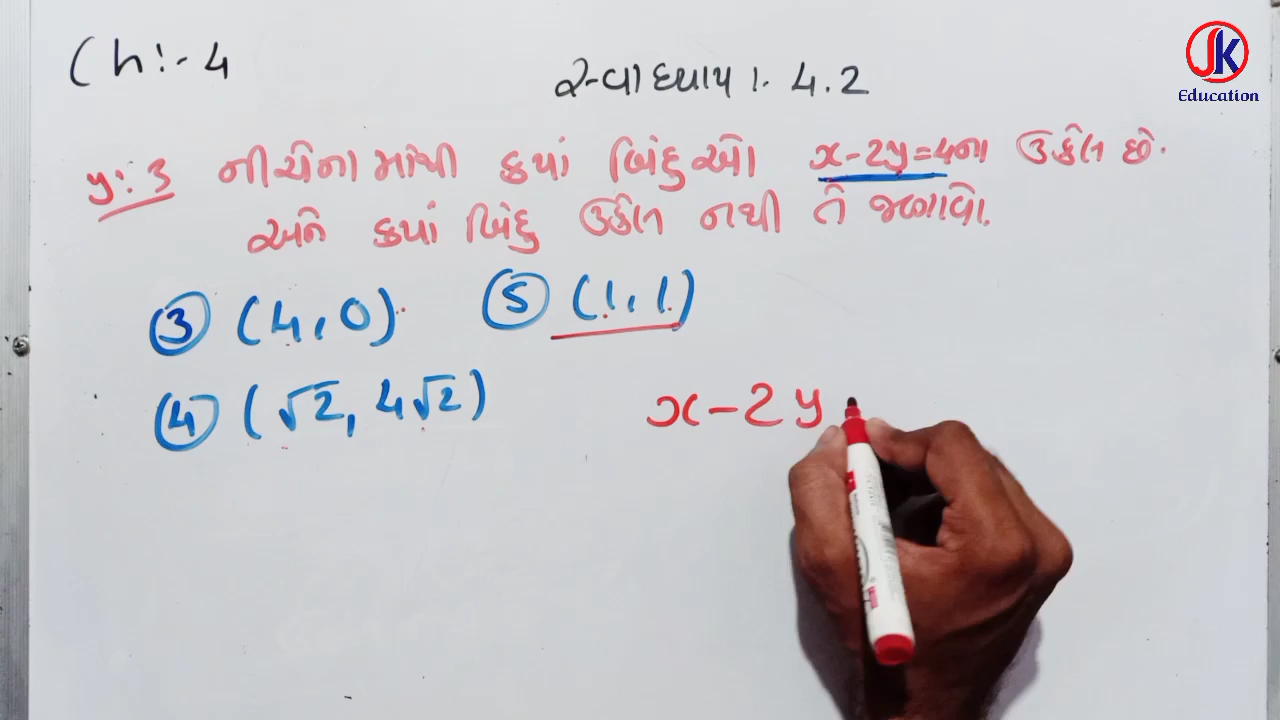 Ch:- 4
સ્વાધ્યાય 4.2
JK
Education
પ્ર: 3 નીચેના માંથી કયાં બિંદુઓ x-2y=4ના ઉકેલ છે.
અને કયાં બિંદુ ઉકેલ નથી તે જણાવો.
③ (4,0) ⑤ (1,1)
④ (√2, 4√2)
x-2y